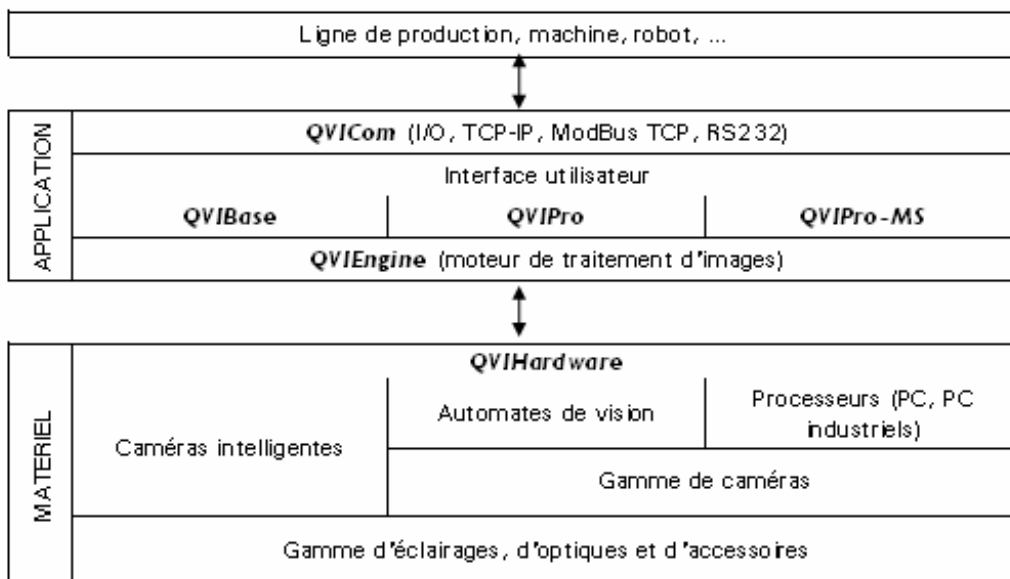 Ligne de production, machine, robot, ...
APPLICATION
QVICom (I/O, TCP-IP, ModBus TCP, RS232)
Interface utilisateur
QVIBase QVIPro QVIPro-MS
QVIEngine (moteur de traitement d'images)
MATERIEL
QVIHardware
Caméras intelligentes
Automates de vision
Processeurs (PC, PC
industriels)
Gamme de caméras
Gamme d'éclairages, d'optiques et d'accessoires